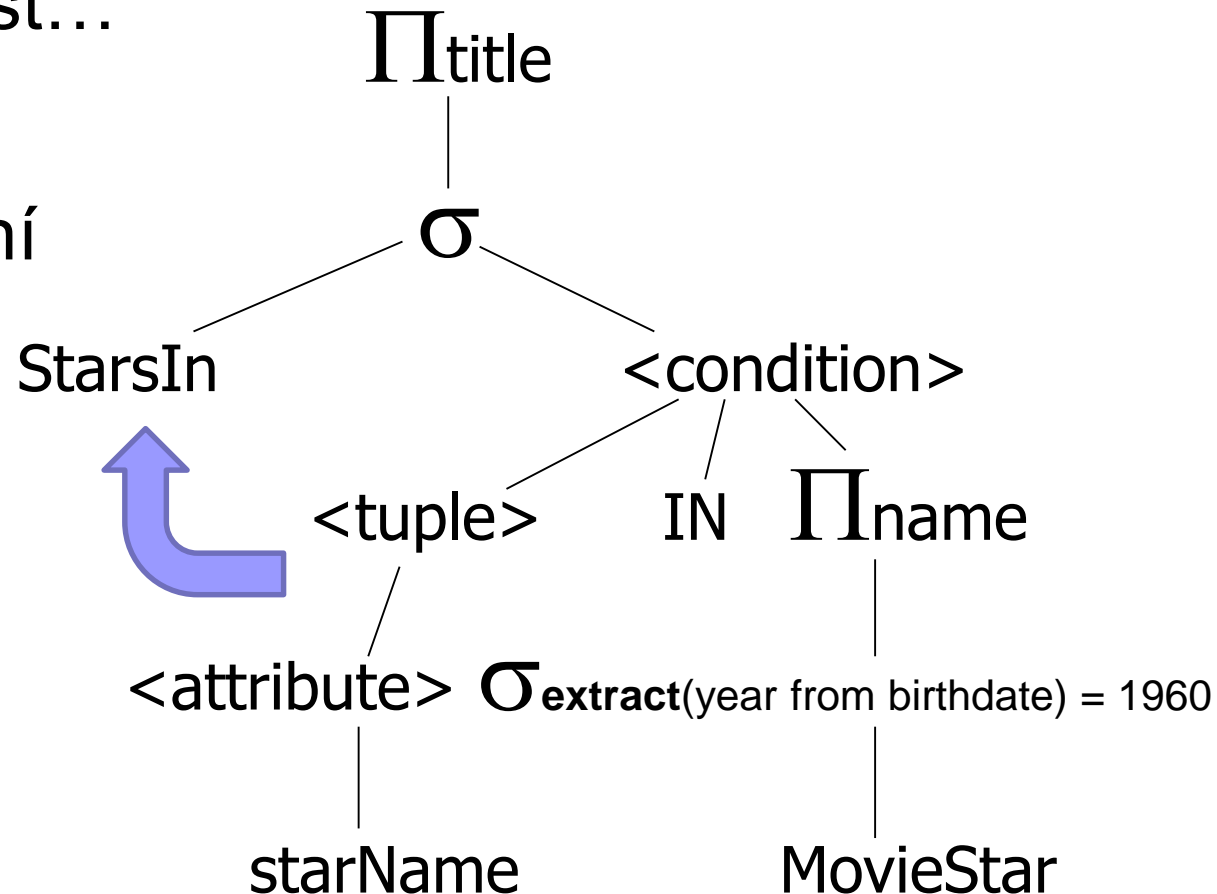 st…
Πtitle
σ
ní
StarsIn
<condition>
<tuple> IN Πname
<attribute> σextract(year from birthdate) = 1960
starName MovieStar